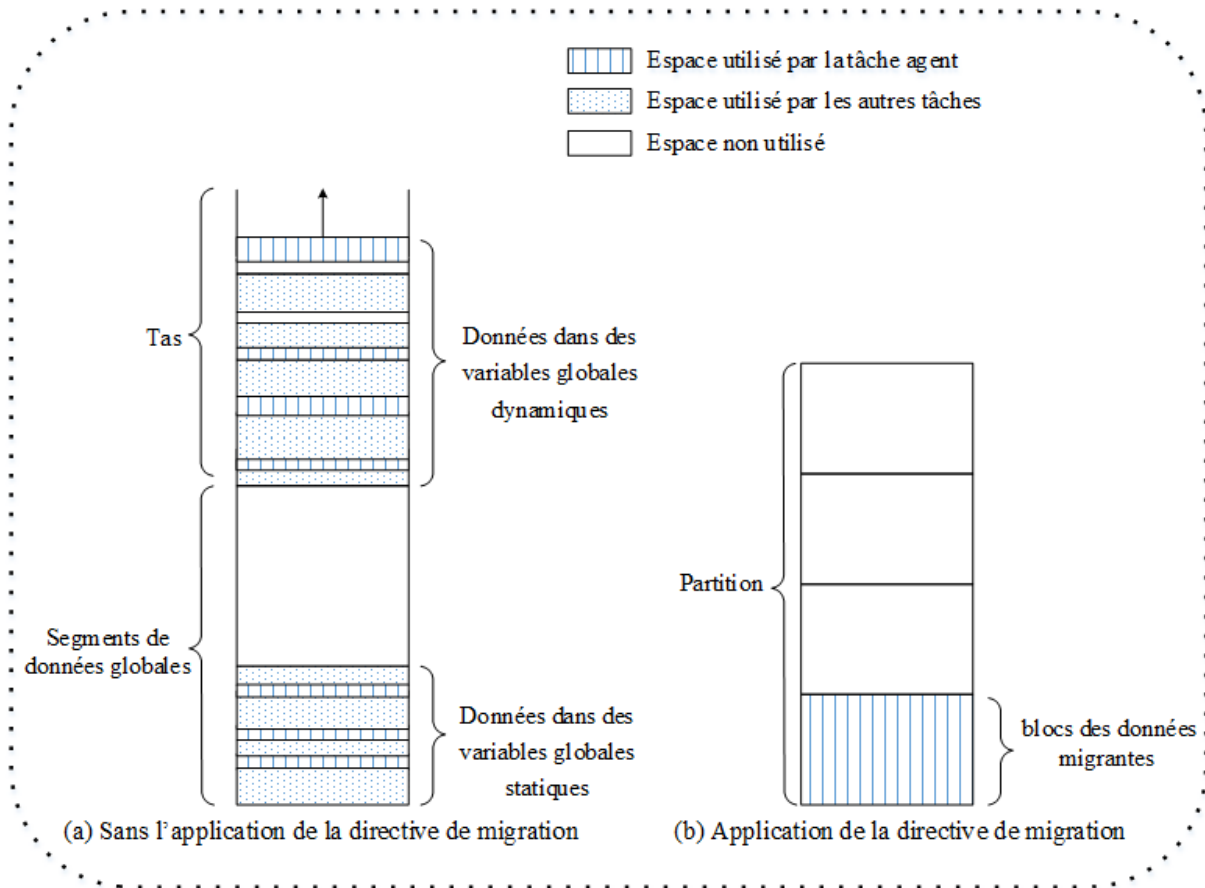 Espace utilisé par la tâche agent
Espace utilisé par les autres tâches
Espace non utilisé
Tas
Données dans des
variables globales
dynamiques
Segments de
données globales
Données dans des
variables globales
statiques
Partition
blocs des données
migrantes
(a) Sans l'application de la directive de migration
(b) Application de la directive de migration